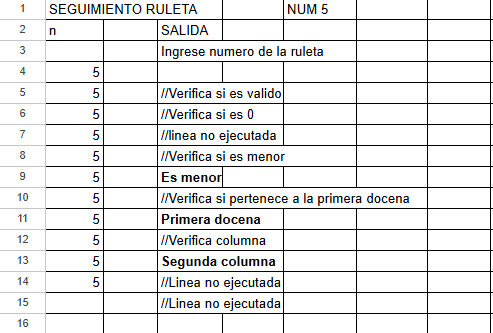 1 SEGUIMIENTO RULETA NUM 5
2 n SALIDA
3 Ingrese numero de la ruleta
4 5
5 5 //Verifica si es valido
6 5 //Verifica si es 0
7 5 //linea no ejecutada
8 5 //Verifica si es menor
9 5 Es menor
10 5 //Verifica si pertenece a la primera docena
11 5 Primera docena
12 5 //Verifica columna
13 5 Segunda columna
14 5 //Linea no ejecutada
15 //Linea no ejecutada
16